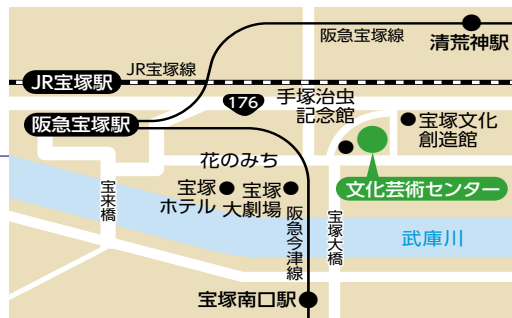 阪急宝塚線
清荒神駅
JR宝塚線
JR宝塚駅
176
手塚治虫
記念館
阪急宝塚駅
宝塚文化
創造館
花のみち
宝塚
ホテル
宝塚
大劇場
文化芸術センター
宝来橋
阪急今津線
宝塚大橋
武庫川
宝塚南口駅